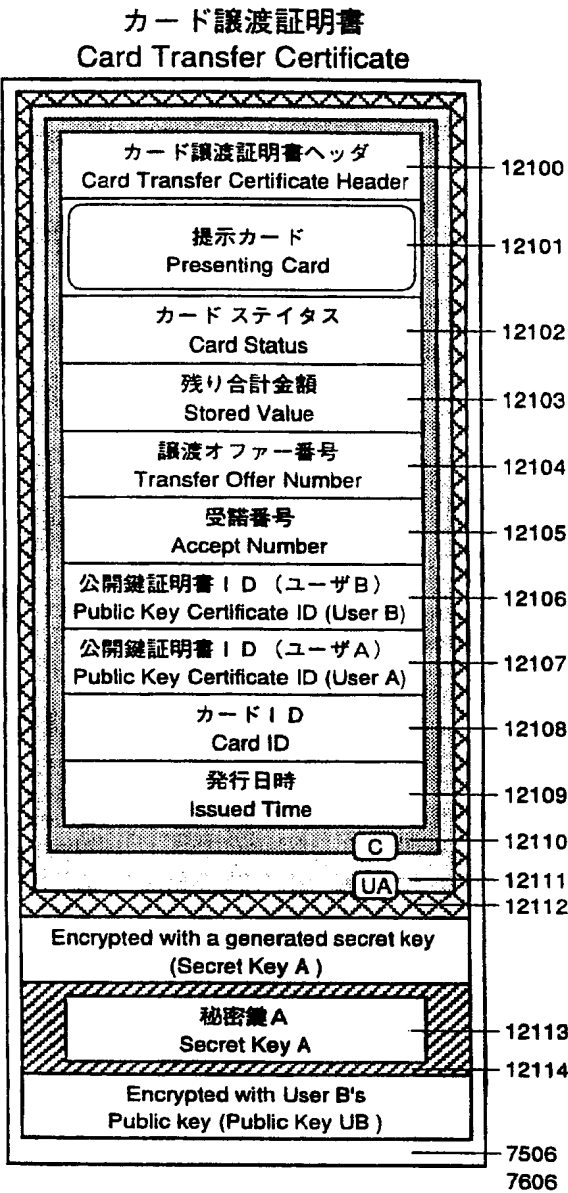 カード譲渡証明書
Card Transfer Certificate
カード譲渡証明書ヘッダ
Card Transfer Certificate Header
12100
提示カード
Presenting Card
12101
カード ステイタス
Card Status
12102
残り合計金額
Stored Value
12103
譲渡オファー番号
Transfer Offer Number
12104
受諾番号
Accept Number
12105
公開鍵証明書ID（ユーザB）
Public Key Certificate ID (User B)
12106
公開鍵証明書ID（ユーザA）
Public Key Certificate ID (User A)
12107
カードID
Card ID
12108
発行日時
Issued Time
12109
C
12110
UA
12111
12112
Encrypted with a generated secret key
(Secret Key A )
秘密鍵A
Secret Key A
12113
12114
Encrypted with User B's
Public key (Public Key UB )
7506
7606